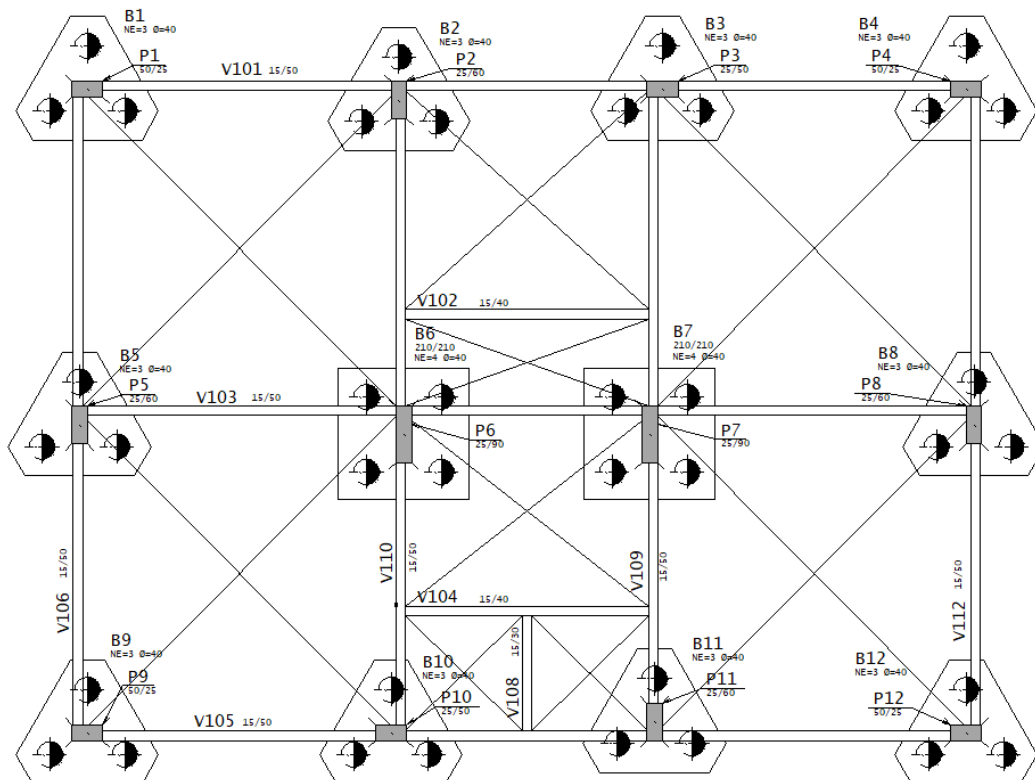 B1
NE=3 Ø=40
P1
50/25
V101 15/50
B2
NE=3 Ø=40
P2
25/60
B3
NE=3 Ø=40
P3
25/50
B4
NE=3 Ø=40
P4
50/25
V102 15/40
B5
NE=3 Ø=40
P5
25/60
V103 15/50
B6
210/210
NE=4 Ø=40
P6
25/90
B7
210/210
NE=4 Ø=40
P7
25/90
B8
NE=3 Ø=40
P8
25/60
V106 15/50
V110 15/50
V109 15/50
V112 15/50
V104 15/40
V108 15/30
B9
NE=3 Ø=40
P9
50/25
V105 15/50
B10
NE=3 Ø=40
P10
25/50
B11
NE=3 Ø=40
P11
25/60
B12
NE=3 Ø=40
P12
50/25